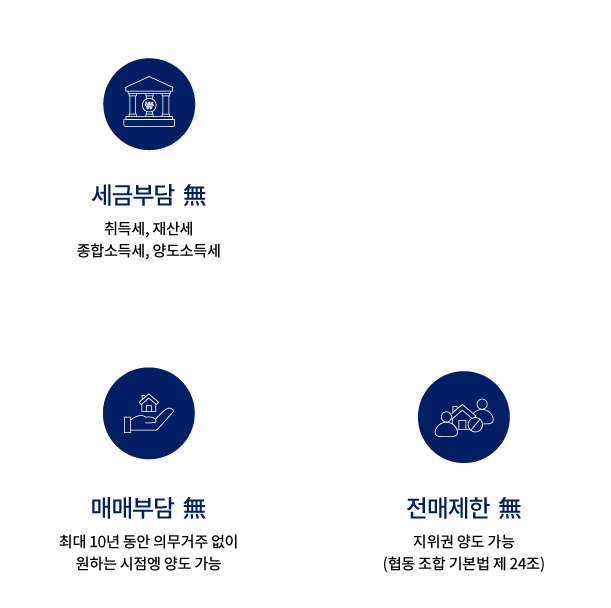 세금부담 無
취득세, 재산세
종합소득세, 양도소득세
매매부담 無
최대 10년 동안 의무거주 없이
원하는 시점엥 양도 가능
전매제한 無
지위권 양도 가능
(협동 조합 기본법 제 24조)